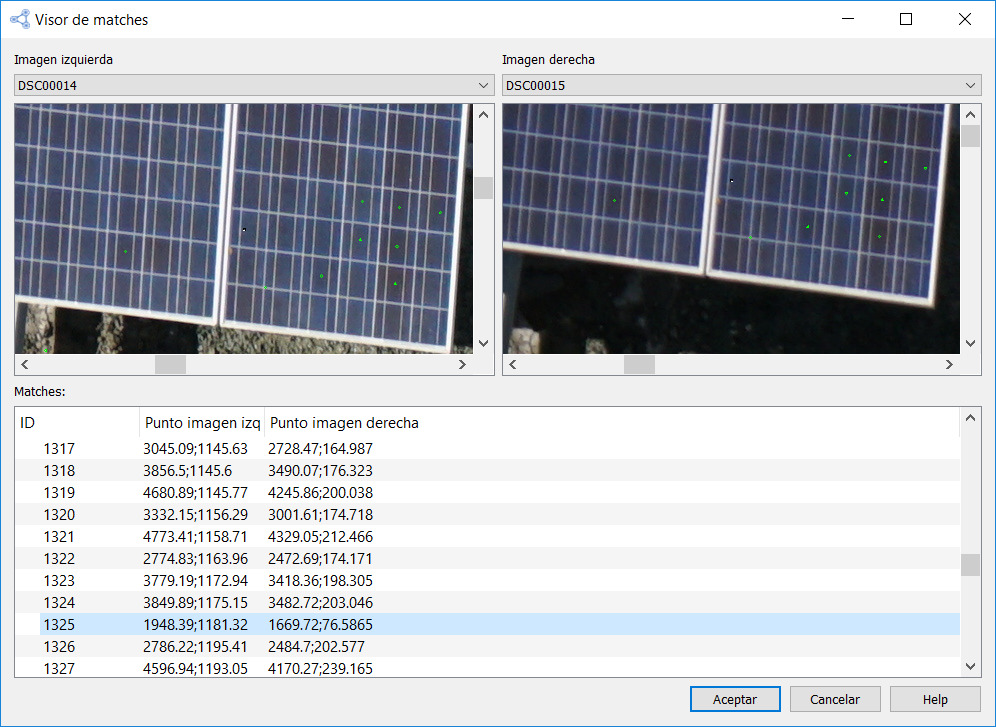 Visor de matches
Imagen izquierda Imagen derecha
DSC00014 DSC00015
Matches:
ID Punto imagen izq Punto imagen derecha
1317 3045.09;1145.63 2728.47;164.987
1318 3856.5;1145.6 3490.07;176.323
1319 4680.89;1145.77 4245.86;200.038
1320 3332.15;1156.29 3001.61;174.718
1321 4773.41;1158.71 4329.05;212.466
1322 2774.83;1163.96 2472.69;174.171
1323 3779.19;1172.94 3418.36;198.305
1324 3849.89;1175.15 3482.72;203.046
1325 1948.39;1181.32 1669.72;76.5865
1326 2786.22;1195.41 2484.7;202.577
1327 4596.94;1193.05 4170.27;239.165
Aceptar Cancelar Help